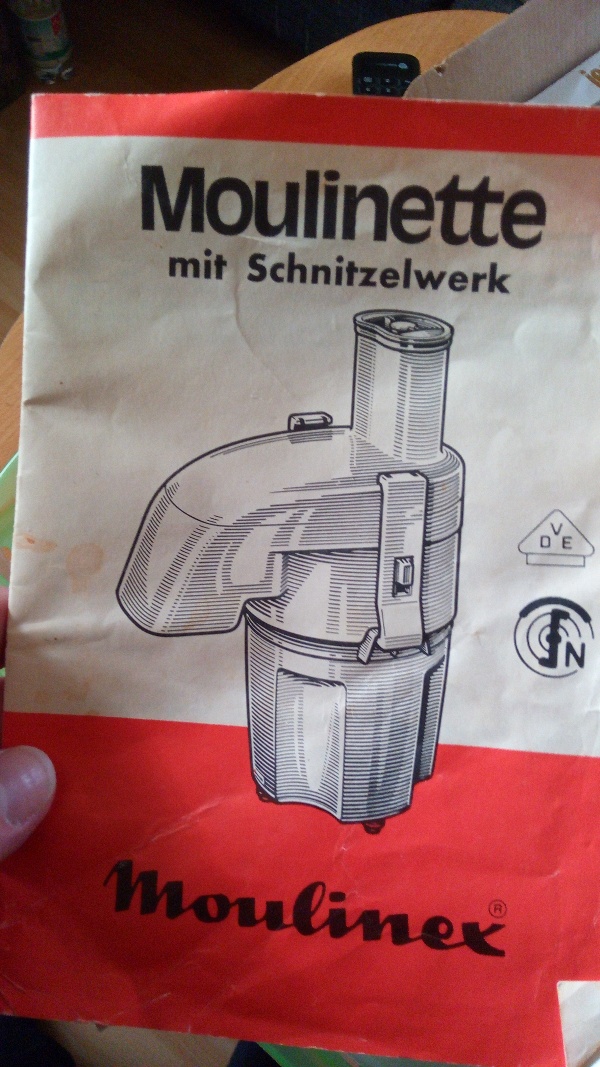 Moulinette
mit Schnitzelwerk
V
D E
N
Moulinex ®